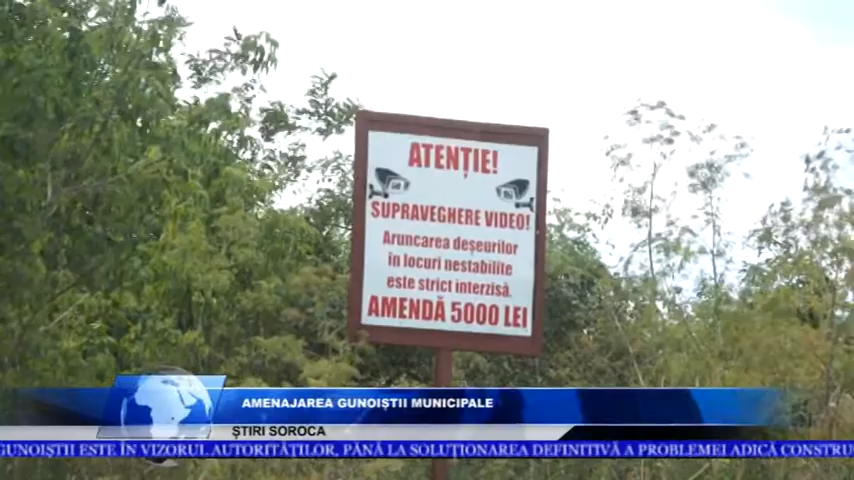 ATENȚIE!
SUPRAVEGHERE VIDEO!
Aruncarea deșeurilor
în locuri nestabilite
este strict interzisă.
AMENDĂ 5000 LEI
AMENAJAREA GUNOIȘTII MUNICIPALE
ȘTIRI SOROCA
GUNOIȘTII ESTE ÎN VIZORUL AUTORITĂȚILOR, PÂNĂ LA SOLUȚIONAREA DEFINITIVĂ A PROBLEMEI ADICĂ CONSTRU